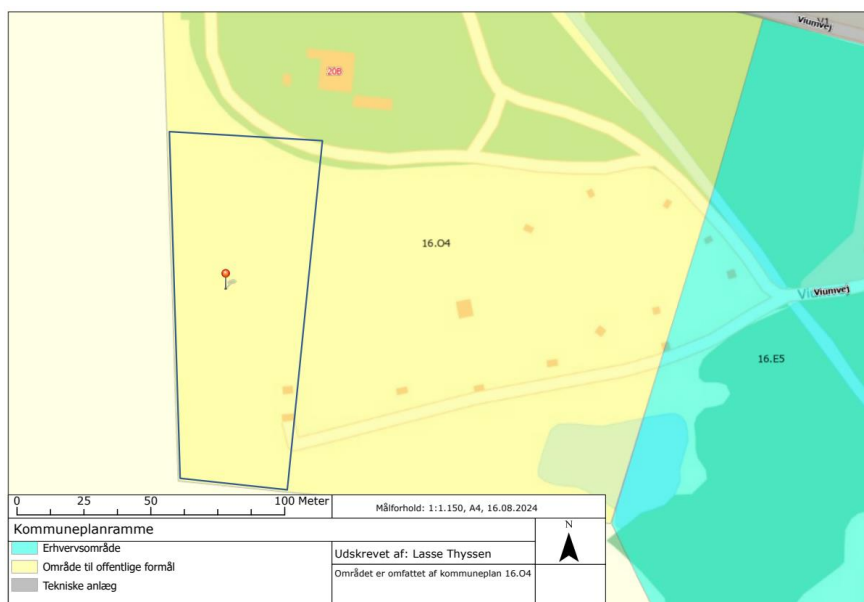 Viumvej
208
16.O4
Viumvej
16.E5
0 25 50 100 Meter
Målforhold: 1:1.150, A4, 16.08.2024
Kommuneplanramme
N
Erhvervsområde
Udskrevet af: Lasse Thyssen
Område til offentlige formål
Området er omfattet af kommuneplan 16.O4
Tekniske anlæg